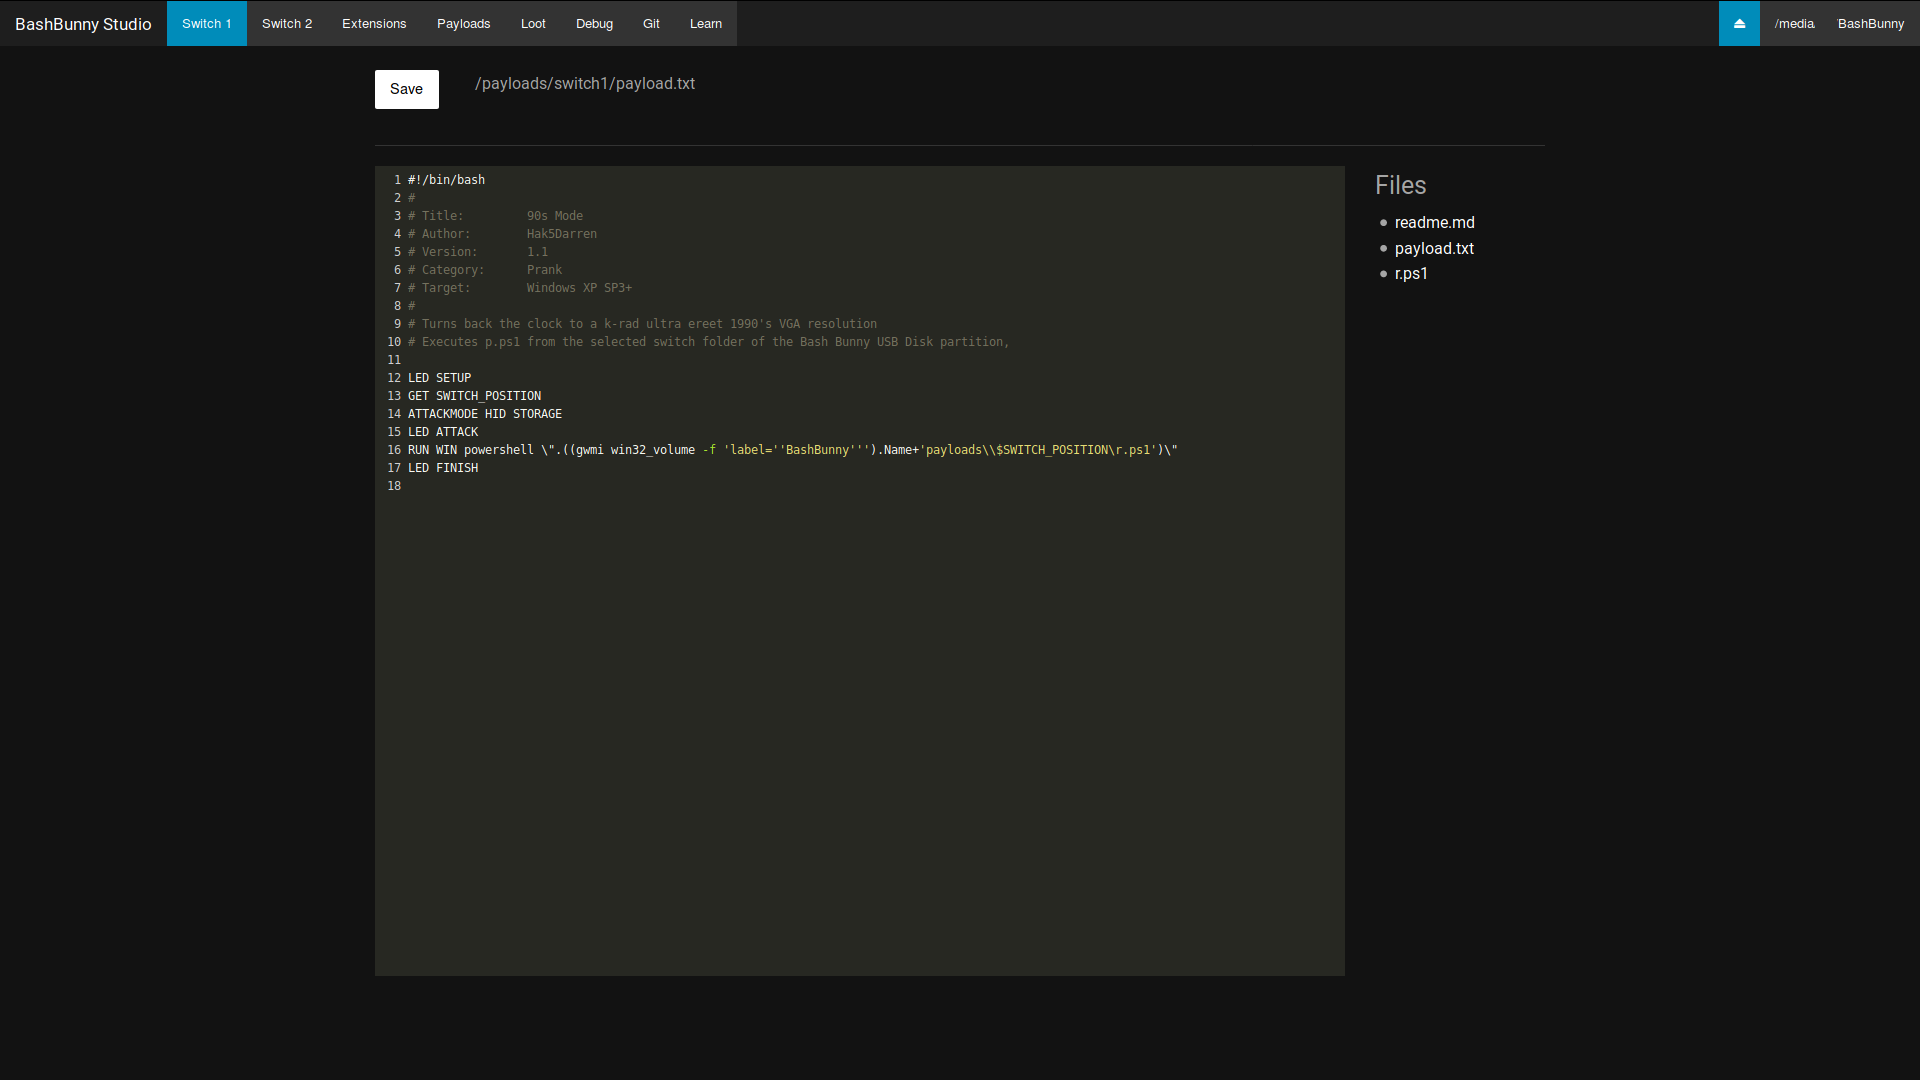 BashBunny Studio Switch 1 Switch 2 Extensions Payloads Loot Debug Git Learn /media BashBunny
Save /payloads/switch1/payload.txt
1 #!/bin/bash
2 #
3 # Title: 90s Mode
4 # Author: Hak5Darren
5 # Version: 1.1
6 # Category: Prank
7 # Target: Windows XP SP3+
8 #
9 # Turns back the clock to a k-rad ultra ereet 1990's VGA resolution
10 # Executes p.ps1 from the selected switch folder of the Bash Bunny USB Disk partition,
11
12 LED SETUP
13 GET SWITCH_POSITION
14 ATTACKMODE HID STORAGE
15 LED ATTACK
16 RUN WIN powershell \".((gwmi win32_volume -f 'label=''BashBunny''').Name+'payloads\\$SWITCH_POSITION\r.ps1')\"
17 LED FINISH
18
Files
readme.md
payload.txt
r.ps1